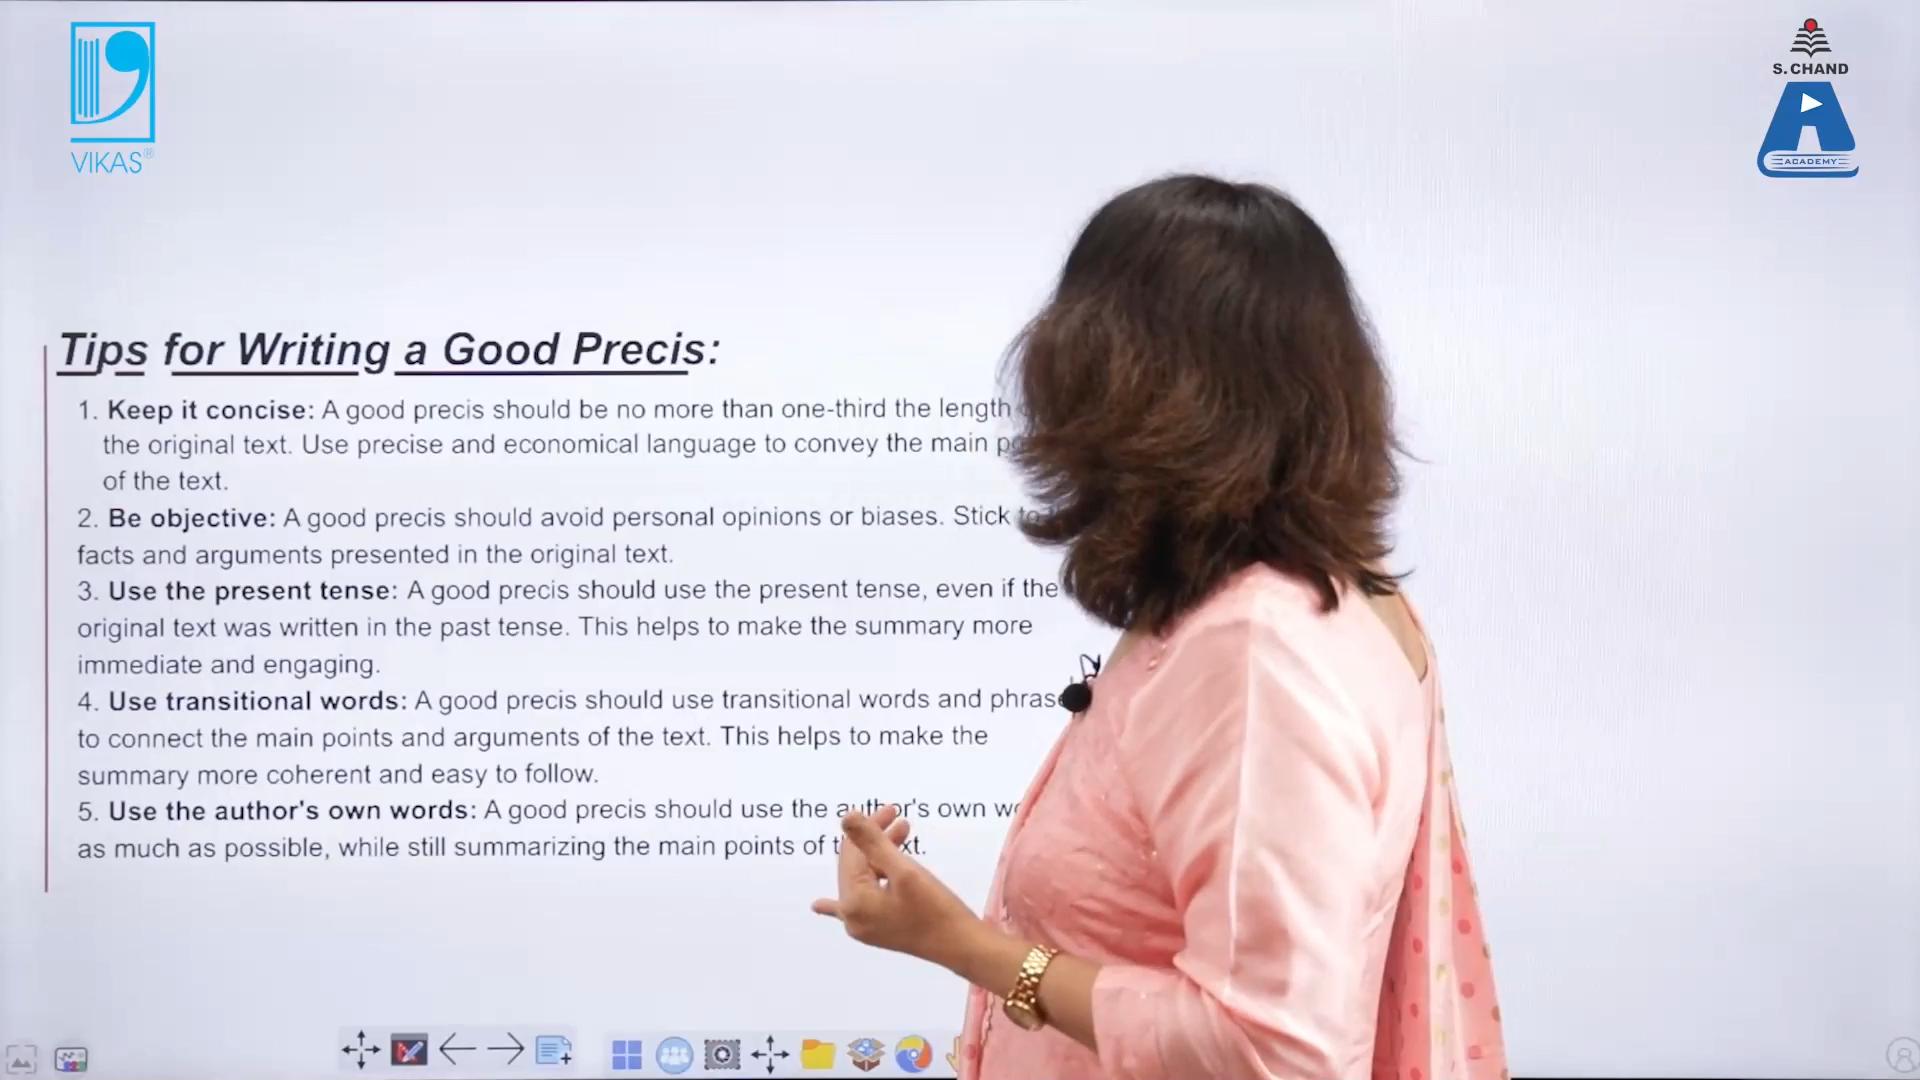 VIKAS®
S. CHAND
ACADEMY
Tips for Writing a Good Precis:
1. Keep it concise: A good precis should be no more than one-third the length
the original text. Use precise and economical language to convey the main
of the text.
2. Be objective: A good precis should avoid personal opinions or biases. Stick to
facts and arguments presented in the original text.
3. Use the present tense: A good precis should use the present tense, even if the
original text was written in the past tense. This helps to make the summary more
immediate and engaging.
4. Use transitional words: A good precis should use transitional words and phrase
to connect the main points and arguments of the text. This helps to make the
summary more coherent and easy to follow.
5. Use the author's own words: A good precis should use the author's own
as much as possible, while still summarizing the main points of